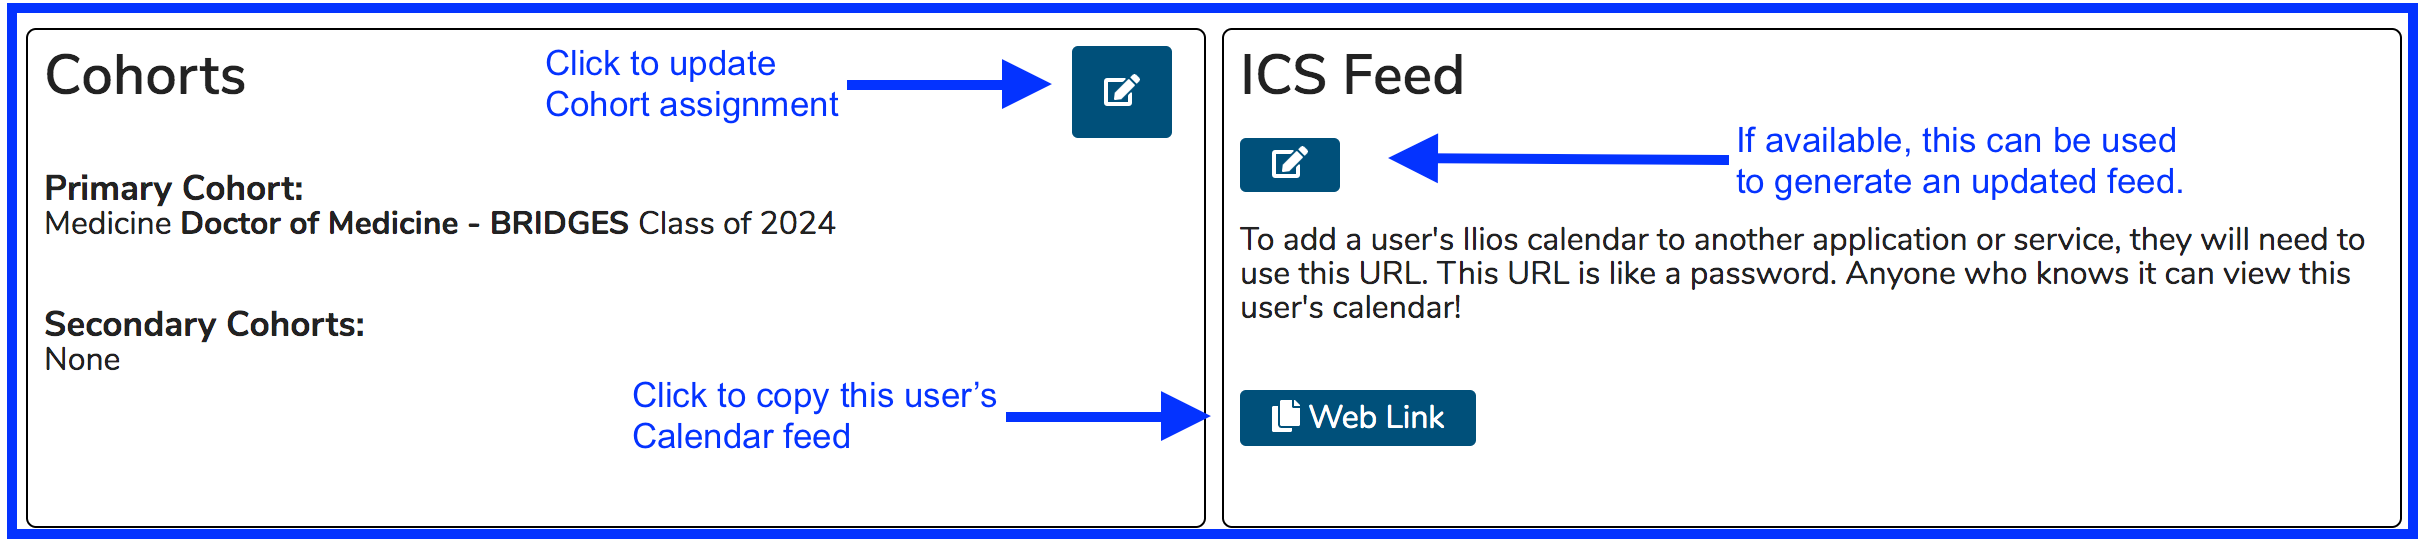 Cohorts
Click to update
Cohort assignment
Primary Cohort:
Medicine Doctor of Medicine - BRIDGES Class of 2024
Secondary Cohorts:
None
Click to copy this user’s
Calendar feed
ICS Feed
If available, this can be used
to generate an updated feed.
To add a user's Ilios calendar to another application or service, they will need to
use this URL. This URL is like a password. Anyone who knows it can view this
user's calendar!
Web Link